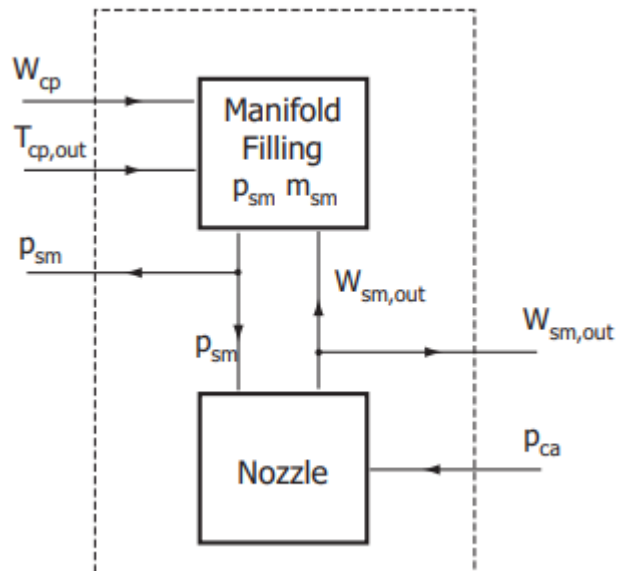 W_cp
Manifold
Filling
p_sm m_sm
T_cp,out
p_sm
W_sm,out
W_sm,out
p_sm
p_ca
Nozzle